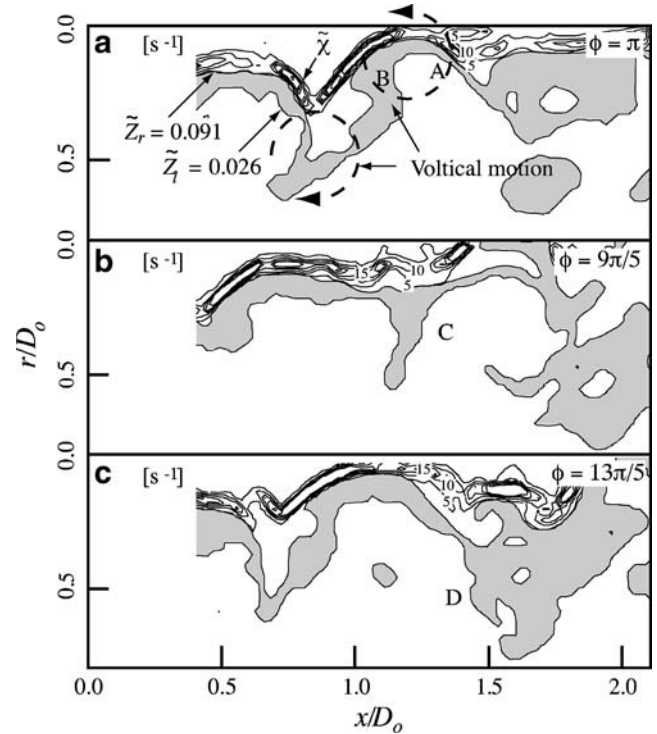 0.0
a [s -1] χ̃ 5 10 5 ϕ = π
B A
Z̃r = 0.091
0.5 Z̃t = 0.026 Voltical motion
0.0
b [s -1] 10 15 5 ϕ = 9π/5
r/Do
C
0.5
0.0
c [s -1] 15 10 5 ϕ = 13π/5
0.5
D
0.0 0.5 1.0 1.5 2.0
x/Do